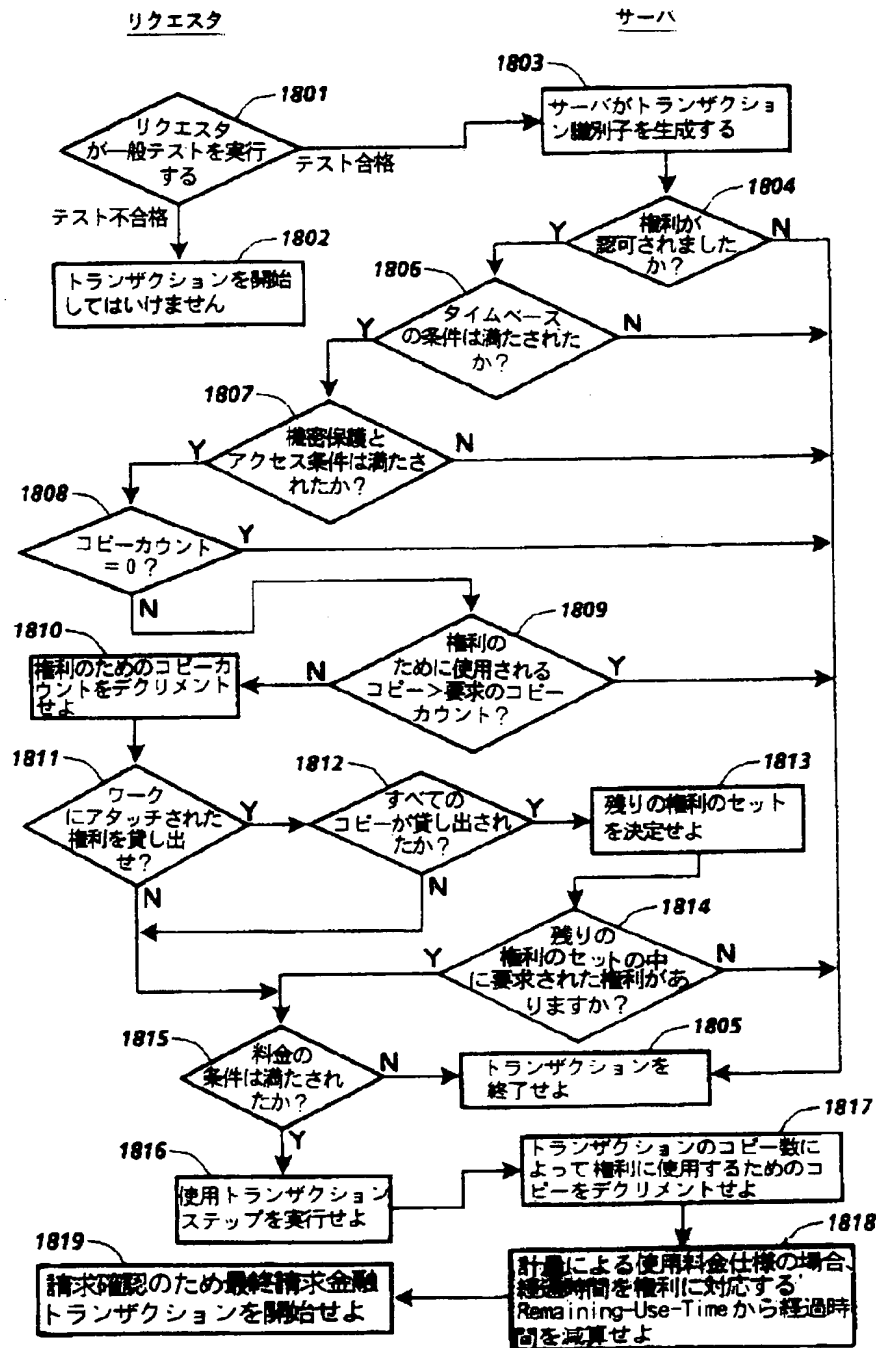 リクエスタ
サーバ
1801
リクエスタ
が一般テストを実行
する
テスト合格
テスト不合格
1802
トランザクションを開始
してはいけません
1803
サーバがトランザクショ
ン識別子を生成する
1804
権利が
認可されました
か?
Y
N
1806
タイムベース
の条件は満たされた
か?
Y
N
1807
機密保護と
アクセス条件は満たさ
れたか?
Y
N
1808
コピーカウント
=0?
Y
N
1809
権利の
ために使用される
コピー>要求のコピー
カウント?
N
Y
1810
権利のためのコピーカ
ウントをデクリメント
せよ
1811
ワーク
にアタッチされた
権利を貸し出
せ?
Y
N
1812
すべての
コピーが貸し出され
たか?
Y
N
1813
残りの権利のセット
を決定せよ
1814
残りの
権利のセットの中
に要求された権利があ
りますか?
Y
N
1815
料金の
条件は満たされ
たか?
N
Y
1805
トランザクションを
終了せよ
1816
使用トランザクション
ステップを実行せよ
1817
トランザクションのコピー数に
よって権利に使用するためのコ
ピーをデクリメントせよ
1818
計量による使用料金仕様の場合、
経過時間を権利に対応する
Remaining-Use-Timeから経過時
間を減算せよ
1819
請求確認のため最終請求金融
トランザクションを開始せよ